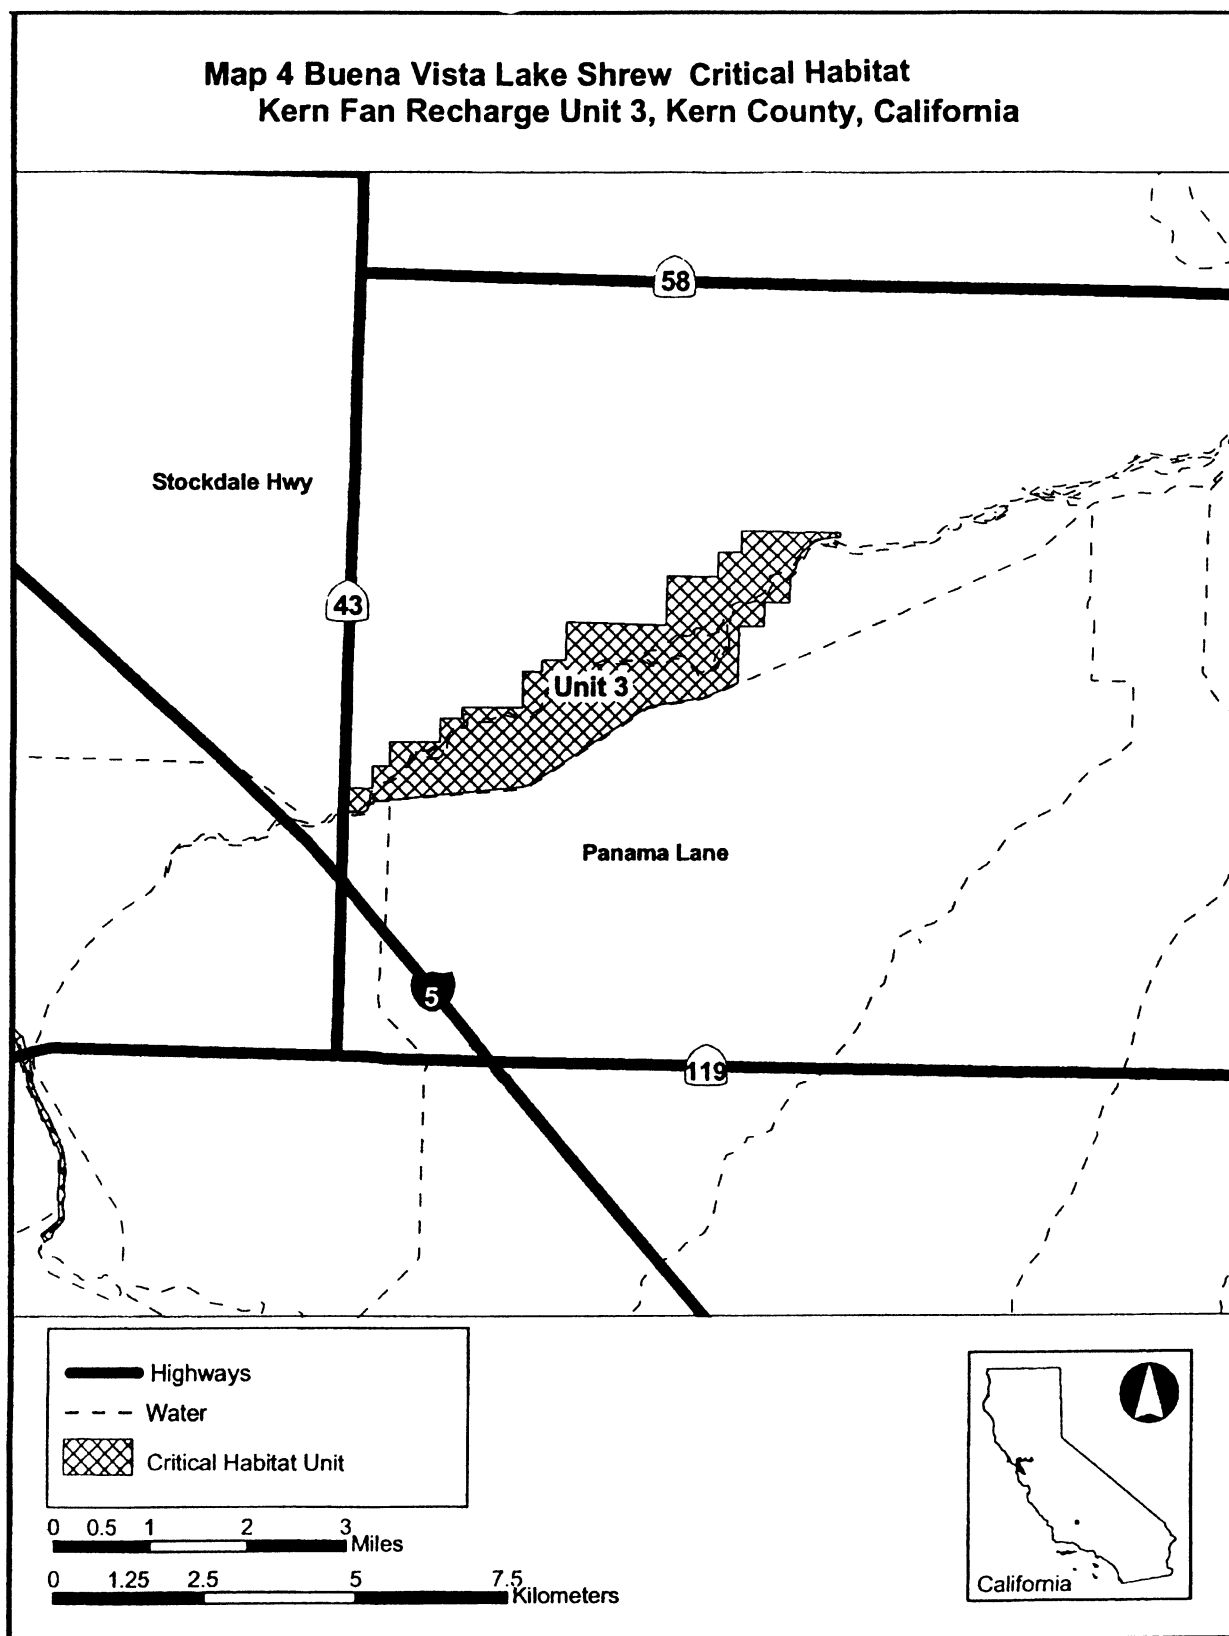 Map 4 Buena Vista Lake Shrew Critical Habitat
Kern Fan Recharge Unit 3, Kern County, California
58
Stockdale Hwy
43
Unit 3
Panama Lane
5
119
Highways
Water
Critical Habitat Unit
0 0.5 1 2 3
Miles
0 1.25 2.5 5 7.5
Kilometers
California